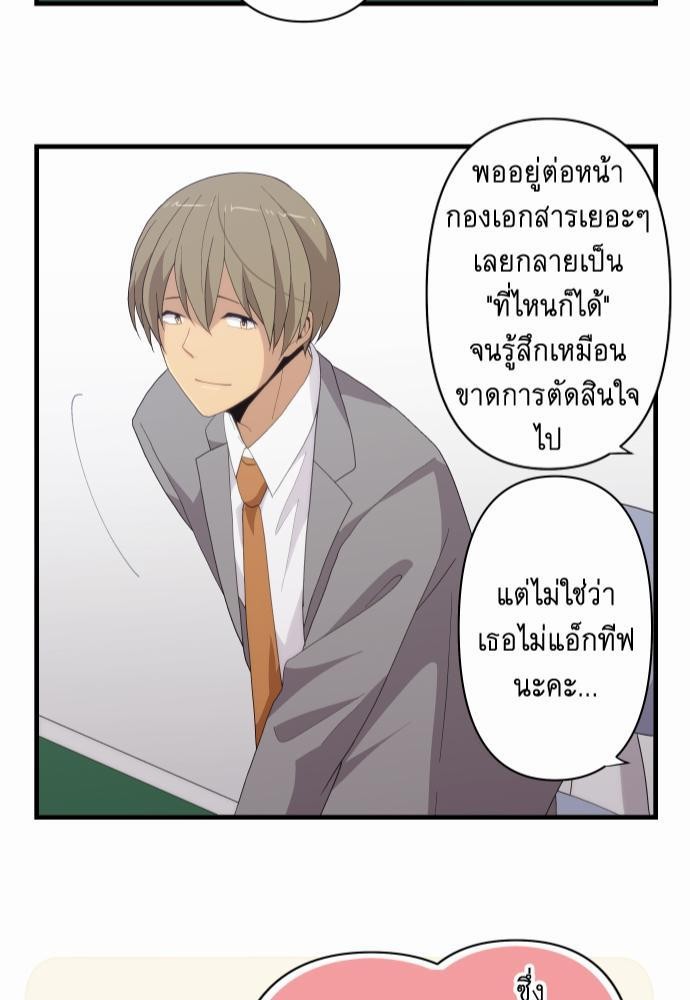 พออยู่ต่อหน้า
กองเอกสารเยอะๆ
เลยกลายเป็น
"ที่ไหนก็ได้"
จนรู้สึกเหมือน
ขาดการตัดสินใจ
ไป
แต่ไม่ใช่ว่า
เธอไม่แอ็กทีฟ
นะคะ...
ซึ่ง